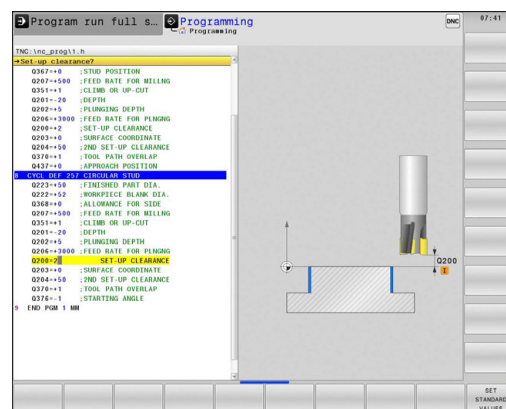 Program run full s…
Programming
Programming
DNC
07:41
TNC:\nc_prog\1.h
→Set-up clearance?
Q367=+0 ;STUD POSITION
Q207=+500 ;FEED RATE FOR MILLNG
Q351=+1 ;CLIMB OR UP-CUT
Q201=-20 ;DEPTH
Q202=+5 ;PLUNGING DEPTH
Q206=+3000 ;FEED RATE FOR PLNGNG
Q200=+2 ;SET-UP CLEARANCE
Q203=+0 ;SURFACE COORDINATE
Q204=+50 ;2ND SET-UP CLEARANCE
Q370=+1 ;TOOL PATH OVERLAP
Q437=+0 ;APPROACH POSITION
8 CYCL DEF 257 CIRCULAR STUD
Q223=+50 ;FINISHED PART DIA.
Q222=+52 ;WORKPIECE BLANK DIA.
Q368=+0 ;ALLOWANCE FOR SIDE
Q207=+500 ;FEED RATE FOR MILLNG
Q351=+1 ;CLIMB OR UP-CUT
Q201=-20 ;DEPTH
Q202=+5 ;PLUNGING DEPTH
Q206=+3000 ;FEED RATE FOR PLNGNG
Q200=2 SET-UP CLEARANCE
Q203=+0 ;SURFACE COORDINATE
Q204=+50 ;2ND SET-UP CLEARANCE
Q370=+1 ;TOOL PATH OVERLAP
Q376=-1 ;STARTING ANGLE
9 END PGM 1 MM
Q200
I
SET
STANDARD
VALUES